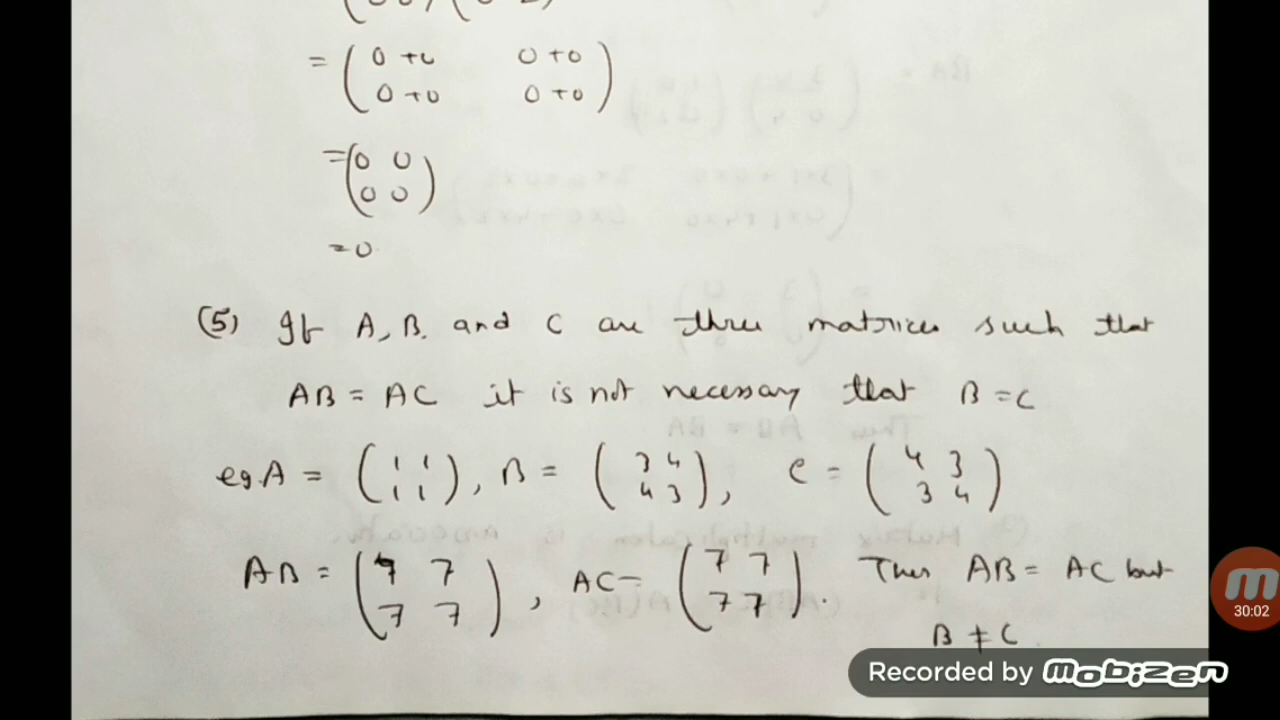 = ( 0+0 0+0
0+0 0+0 )
= ( 0 0
0 0 )
=0
(5) If A, B. and C are three matrices such that
AB = AC it is not necessary that B = C
eg. A = ( 1 1 1 1 ), B = ( 3 4 4 3 ), C = ( 4 3 3 4 )
AB = ( 7 7 7 7 ), AC = ( 7 7 7 7 ). Thus AB = AC but
B ≠ C
Recorded by Mobizen
30:02